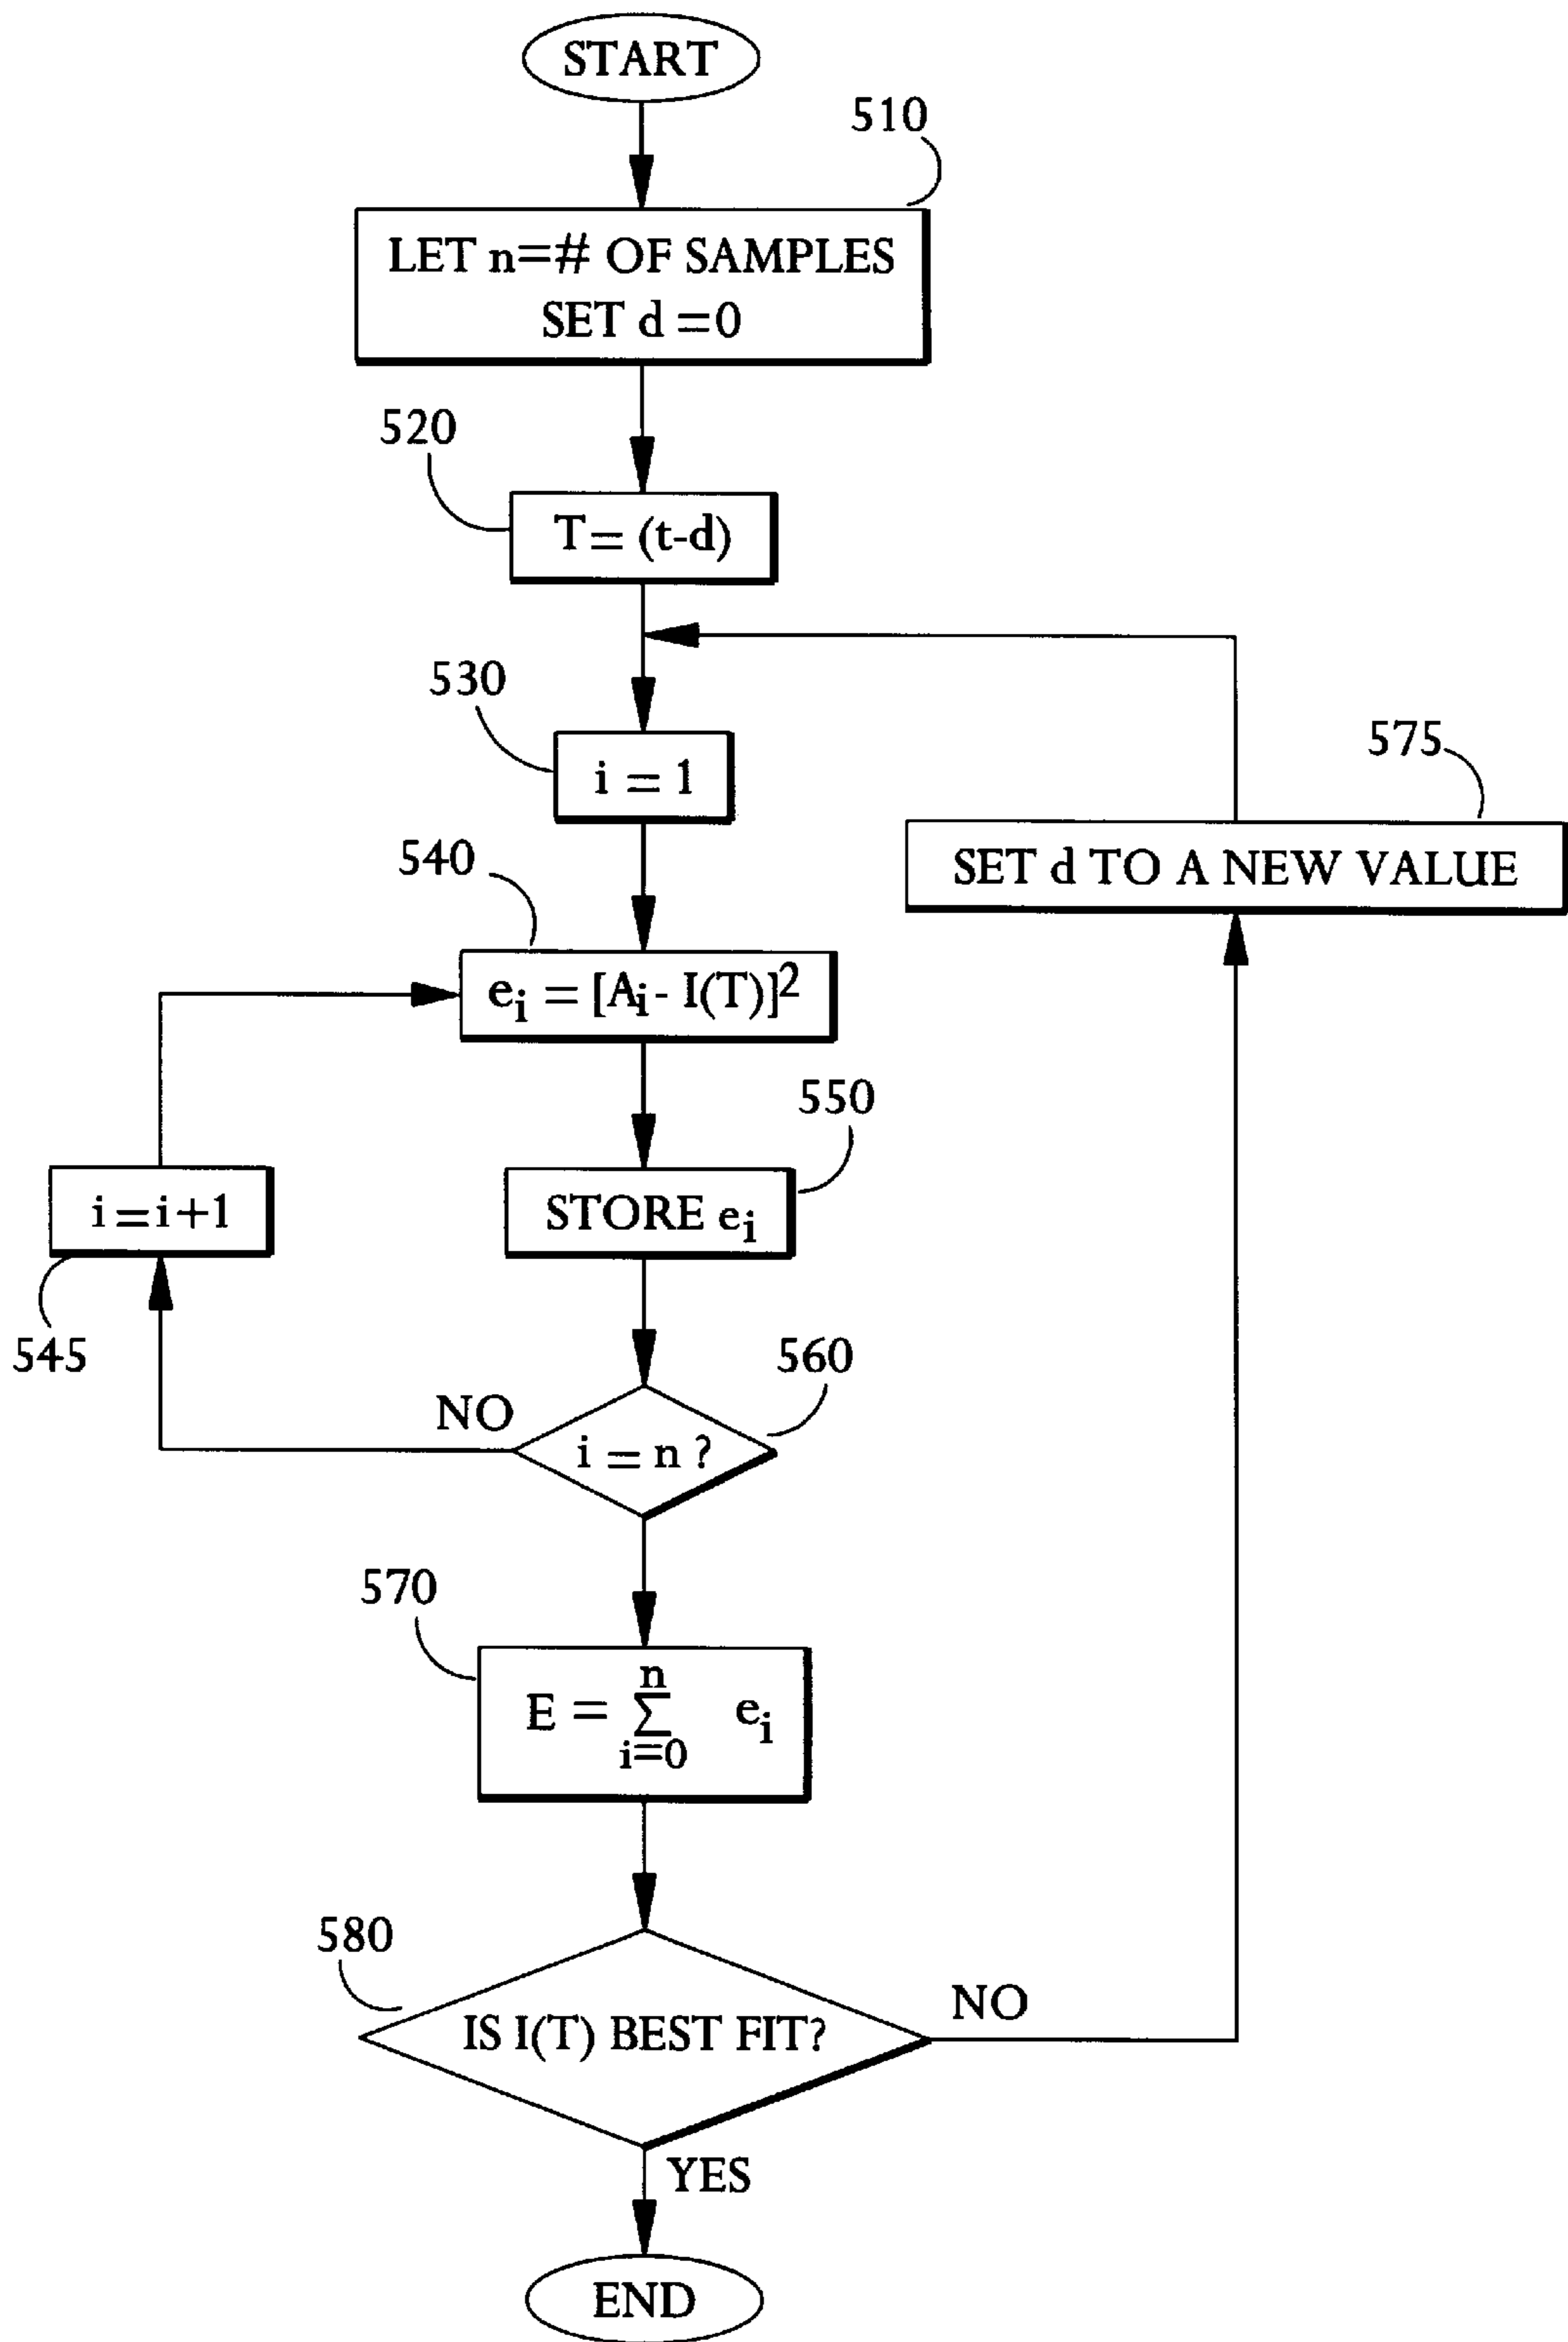 START
510
LET n=# OF SAMPLES
SET d =0
520
T= (t-d)
530
i = 1
575
SET d TO A NEW VALUE
540
eᵢ = [Aᵢ- I(T)]²
550
STORE eᵢ
i=i+1
545
560
NO
i = n ?
570
n
E = Σ eᵢ
i=0
580
IS I(T) BEST FIT?
NO
YES
END